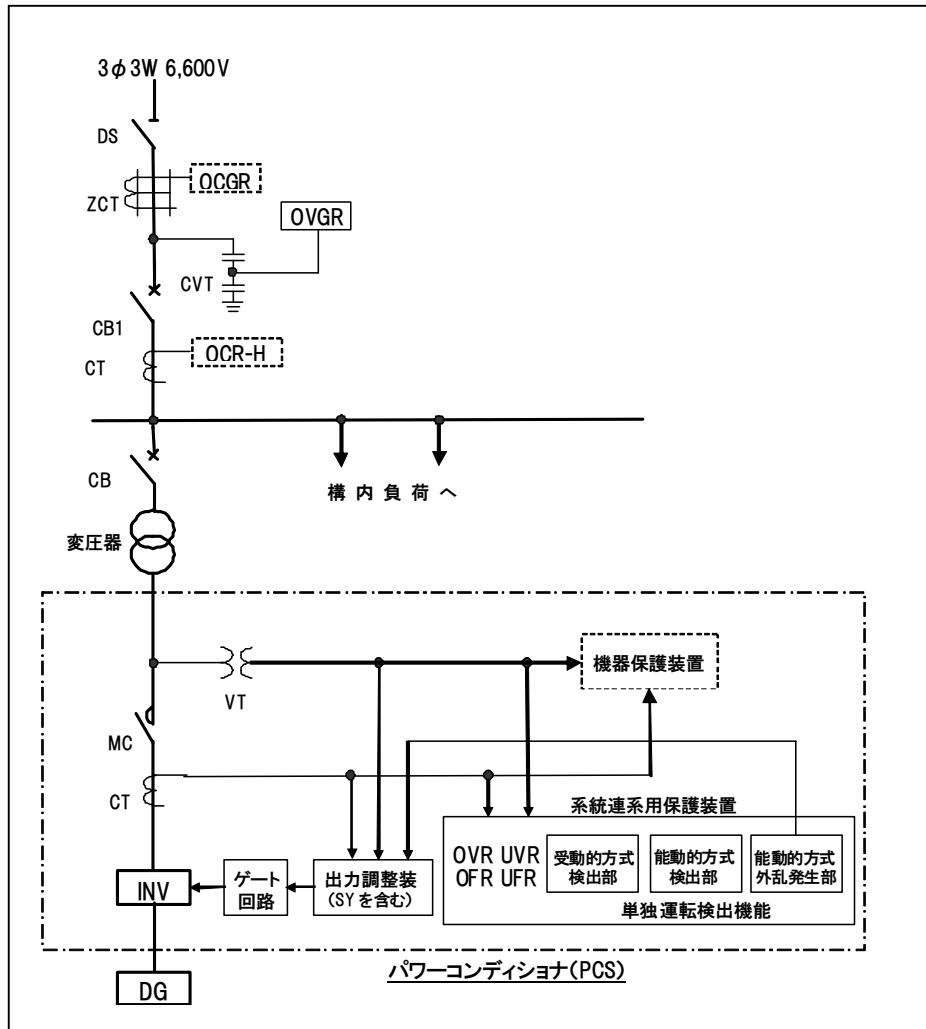 3φ3W 6,600V
DS
OCGR
ZCT
OVGR
CVT
CB1
OCR-H
CT
CB
構内負荷へ
変圧器
機器保護装置
VT
MC
CT
系統連系用保護装置
OVR UVR
OFR UFR
受動的方式
検出部
能動的方式
検出部
能動的方式
外乱発生部
単独運転検出機能
INV
ゲート
回路
出力調整装
(SYを含む)
パワーコンディショナ(PCS)
DG